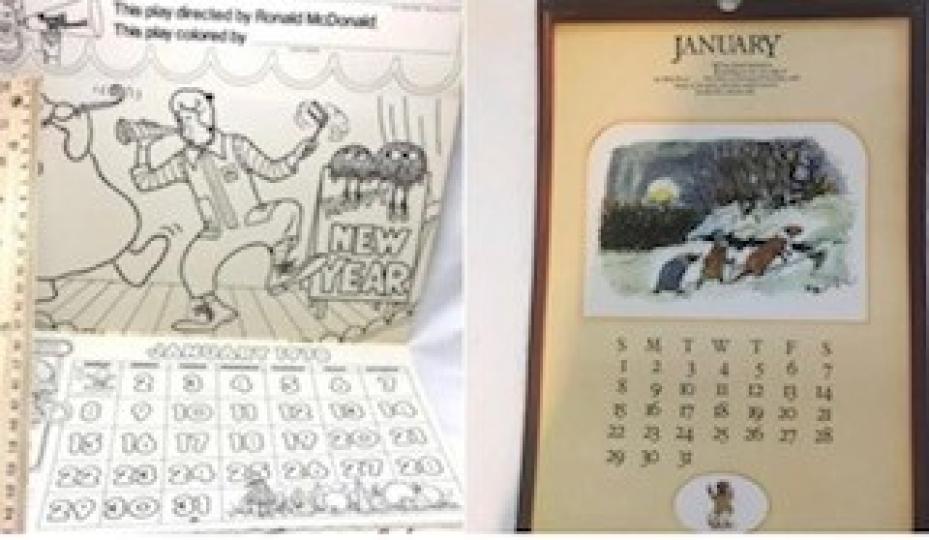 This play directed by Ronald McDonald
This play colored by
NEW
YEAR
JANUARY 1978
2 3 4 5 6 7
8 9 10 11 12 13 14
15 16 17 18 19 20 21
22 23 24 25 26 27 28
29 30 31
JANUARY
S M T W T F S
1 2 3 4 5 6 7
8 9 10 11 12 13 14
15 16 17 18 19 20 21
22 23 24 25 26 27 28
29 30 31